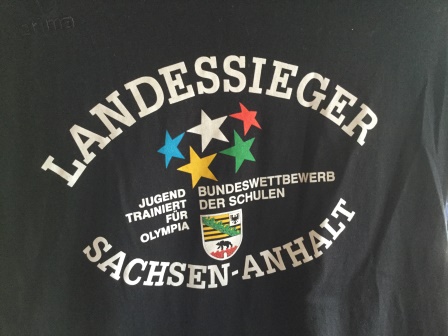 LANDESSIEGER
JUGEND
TRAINIERT
FÜR
OLYMPIA
BUNDESWETTBEWERB
DER SCHULEN
SACHSEN-ANHALT